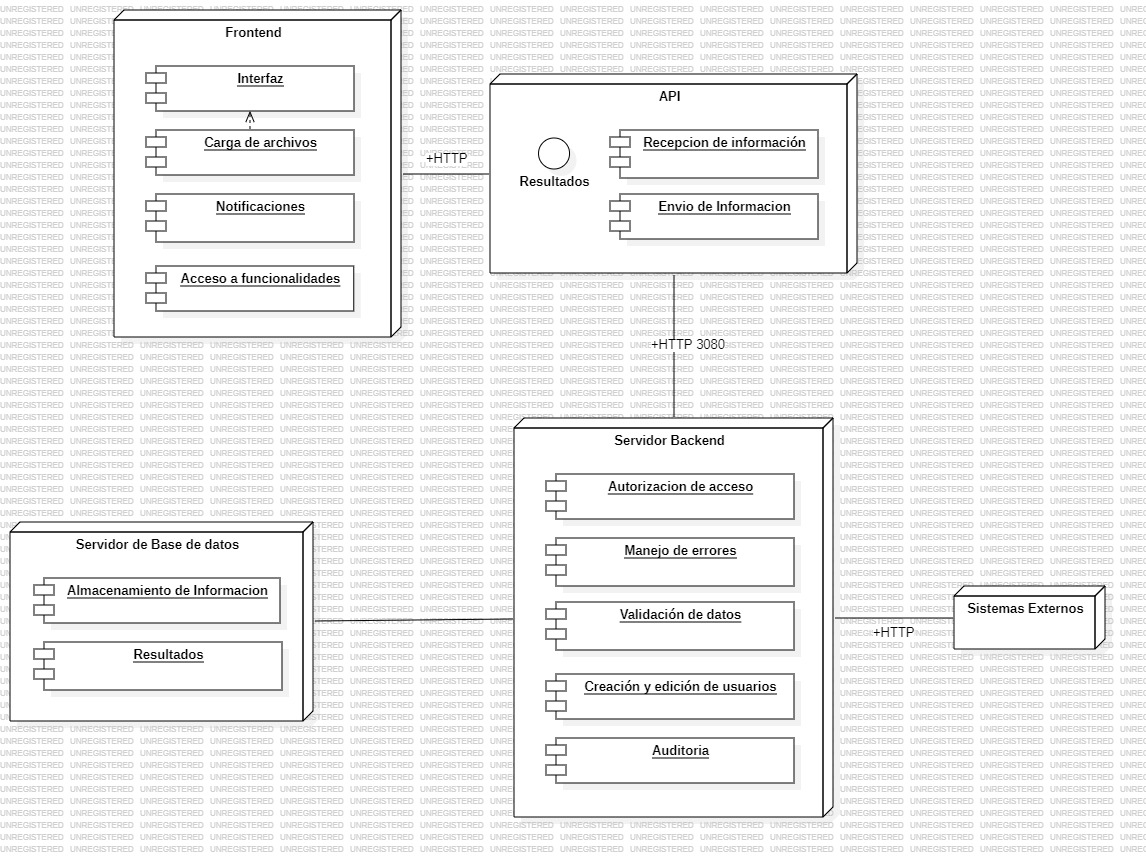 Frontend
Interfaz
Carga de archivos
Notificaciones
Acceso a funcionalidades
+HTTP
API
Resultados
Recepcion de información
Envio de Informacion
+HTTP 3080
Servidor Backend
Autorizacion de acceso
Manejo de errores
Validación de datos
Creación y edición de usuarios
Auditoria
Servidor de Base de datos
Almacenamiento de Informacion
Resultados
+HTTP
Sistemas Externos
UNREGISTERED